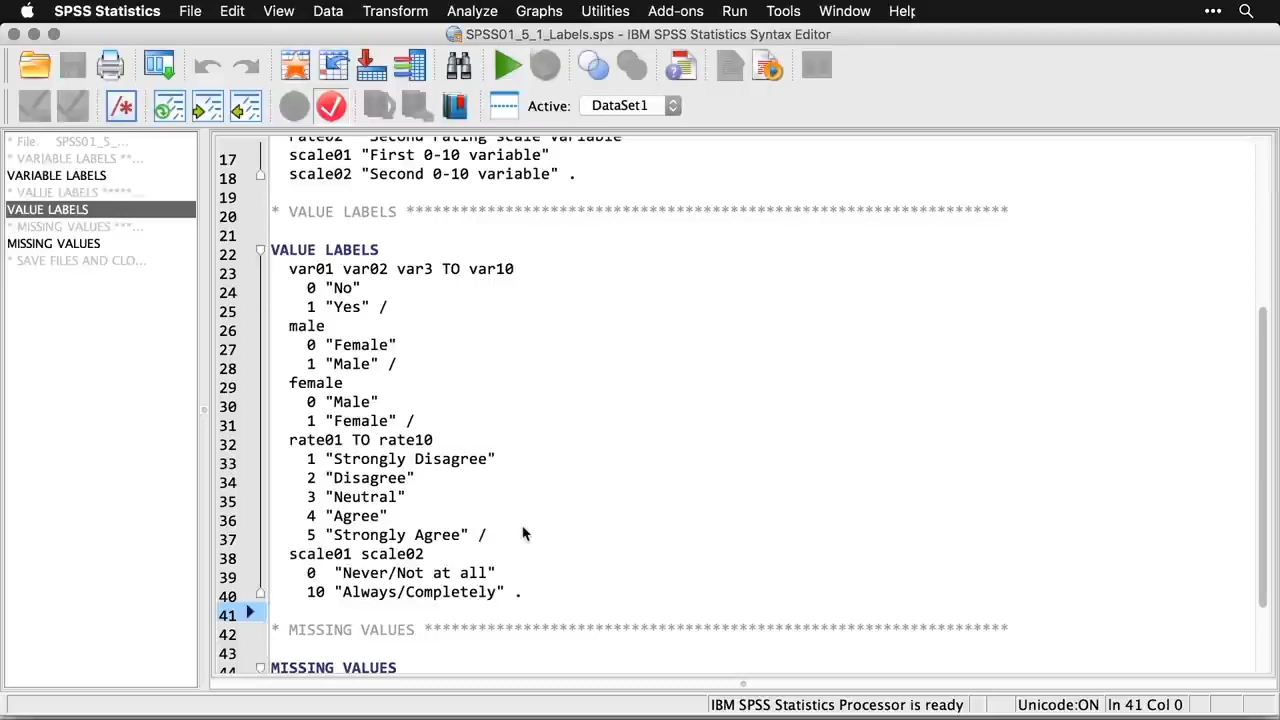 SPSS Statistics File Edit View Data Transform Analyze Graphs Utilities Add-ons Run Tools Window Help
SPSS01_5_1_Labels.sps - IBM SPSS Statistics Syntax Editor
Active: DataSet1
* File. SPSS01_5_...
* VARIABLE LABELS **...
VARIABLE LABELS
* VALUE LABELS ****...
VALUE LABELS
* MISSING VALUES ***...
MISSING VALUES
* SAVE FILES AND CLO...
rate02 "Second rating scale variable"
17 scale01 "First 0-10 variable"
18 scale02 "Second 0-10 variable" .
19
20 * VALUE LABELS *******************************************************************
21
22 VALUE LABELS
23 var01 var02 var3 TO var10
24 0 "No"
25 1 "Yes" /
26 male
27 0 "Female"
28 1 "Male" /
29 female
30 0 "Male"
31 1 "Female" /
32 rate01 TO rate10
33 1 "Strongly Disagree"
34 2 "Disagree"
35 3 "Neutral"
36 4 "Agree"
37 5 "Strongly Agree" /
38 scale01 scale02
39 0 "Never/Not at all"
40 10 "Always/Completely" .
41
42 * MISSING VALUES *****************************************************************
43
44 MISSING VALUES
IBM SPSS Statistics Processor is ready Unicode:ON In 41 Col 0